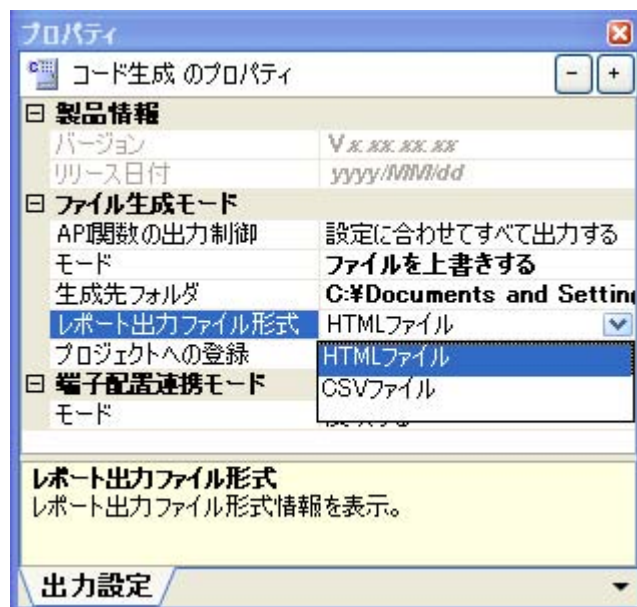 プロパティ
コード生成 のプロパティ
製品情報
バージョン Vx.xx.xx.xx
リリース日付 yyyy/MM/dd
ファイル生成モード
API関数の出力制御 設定に合わせてすべて出力する
モード ファイルを上書きする
生成先フォルダ C:¥Documents and Setting
レポート出力ファイル形式 HTMLファイル
プロジェクトへの登録 HTMLファイル
端子配置連携モード CSVファイル
モード
レポート出力ファイル形式
レポート出力ファイル形式情報を表示。
出力設定